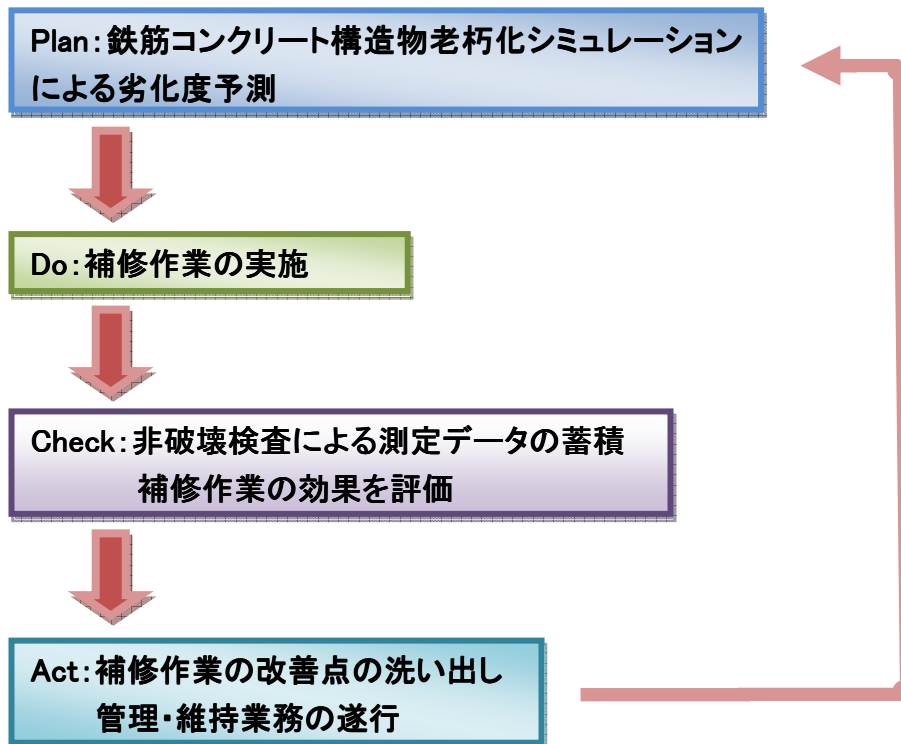 Plan：鉄筋コンクリート構造物老朽化シミュレーション
による劣化度予測
Do：補修作業の実施
Check：非破壊検査による測定データの蓄積
補修作業の効果を評価
Act：補修作業の改善点の洗い出し
管理・維持業務の遂行